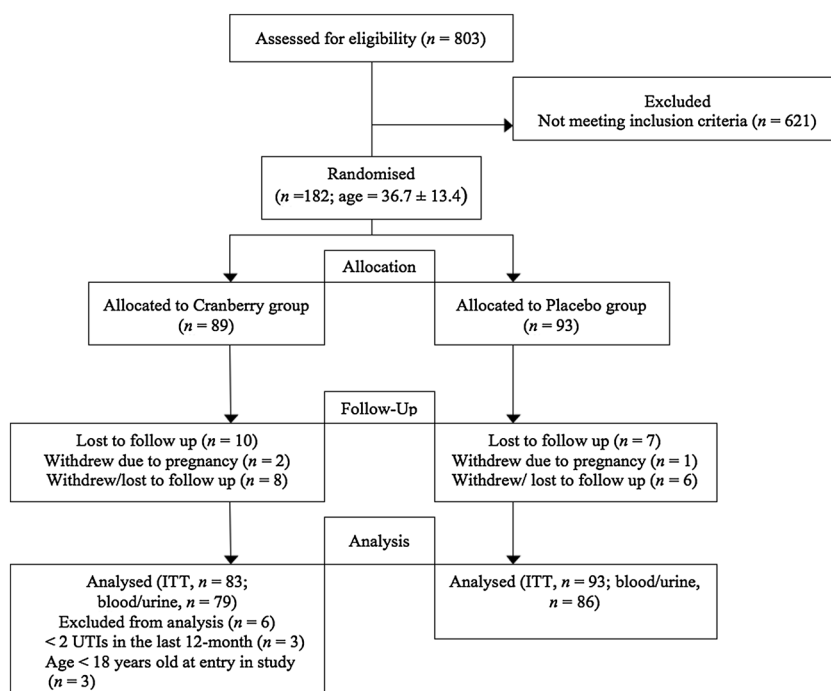 Assessed for eligibility (n = 803)
Excluded
Not meeting inclusion criteria (n = 621)
Randomised
(n =182; age = 36.7 ± 13.4)
Allocation
Allocated to Cranberry group
(n = 89)
Allocated to Placebo group
(n = 93)
Follow-Up
Lost to follow up (n = 10)
Withdrew due to pregnancy (n = 2)
Withdrew/lost to follow up (n = 8)
Lost to follow up (n = 7)
Withdrew due to pregnancy (n = 1)
Withdrew/ lost to follow up (n = 6)
Analysis
Analysed (ITT, n = 83;
blood/urine, n = 79)
Excluded from analysis (n = 6)
< 2 UTIs in the last 12-month (n = 3)
Age < 18 years old at entry in study
(n = 3)
Analysed (ITT, n = 93; blood/urine,
n = 86)